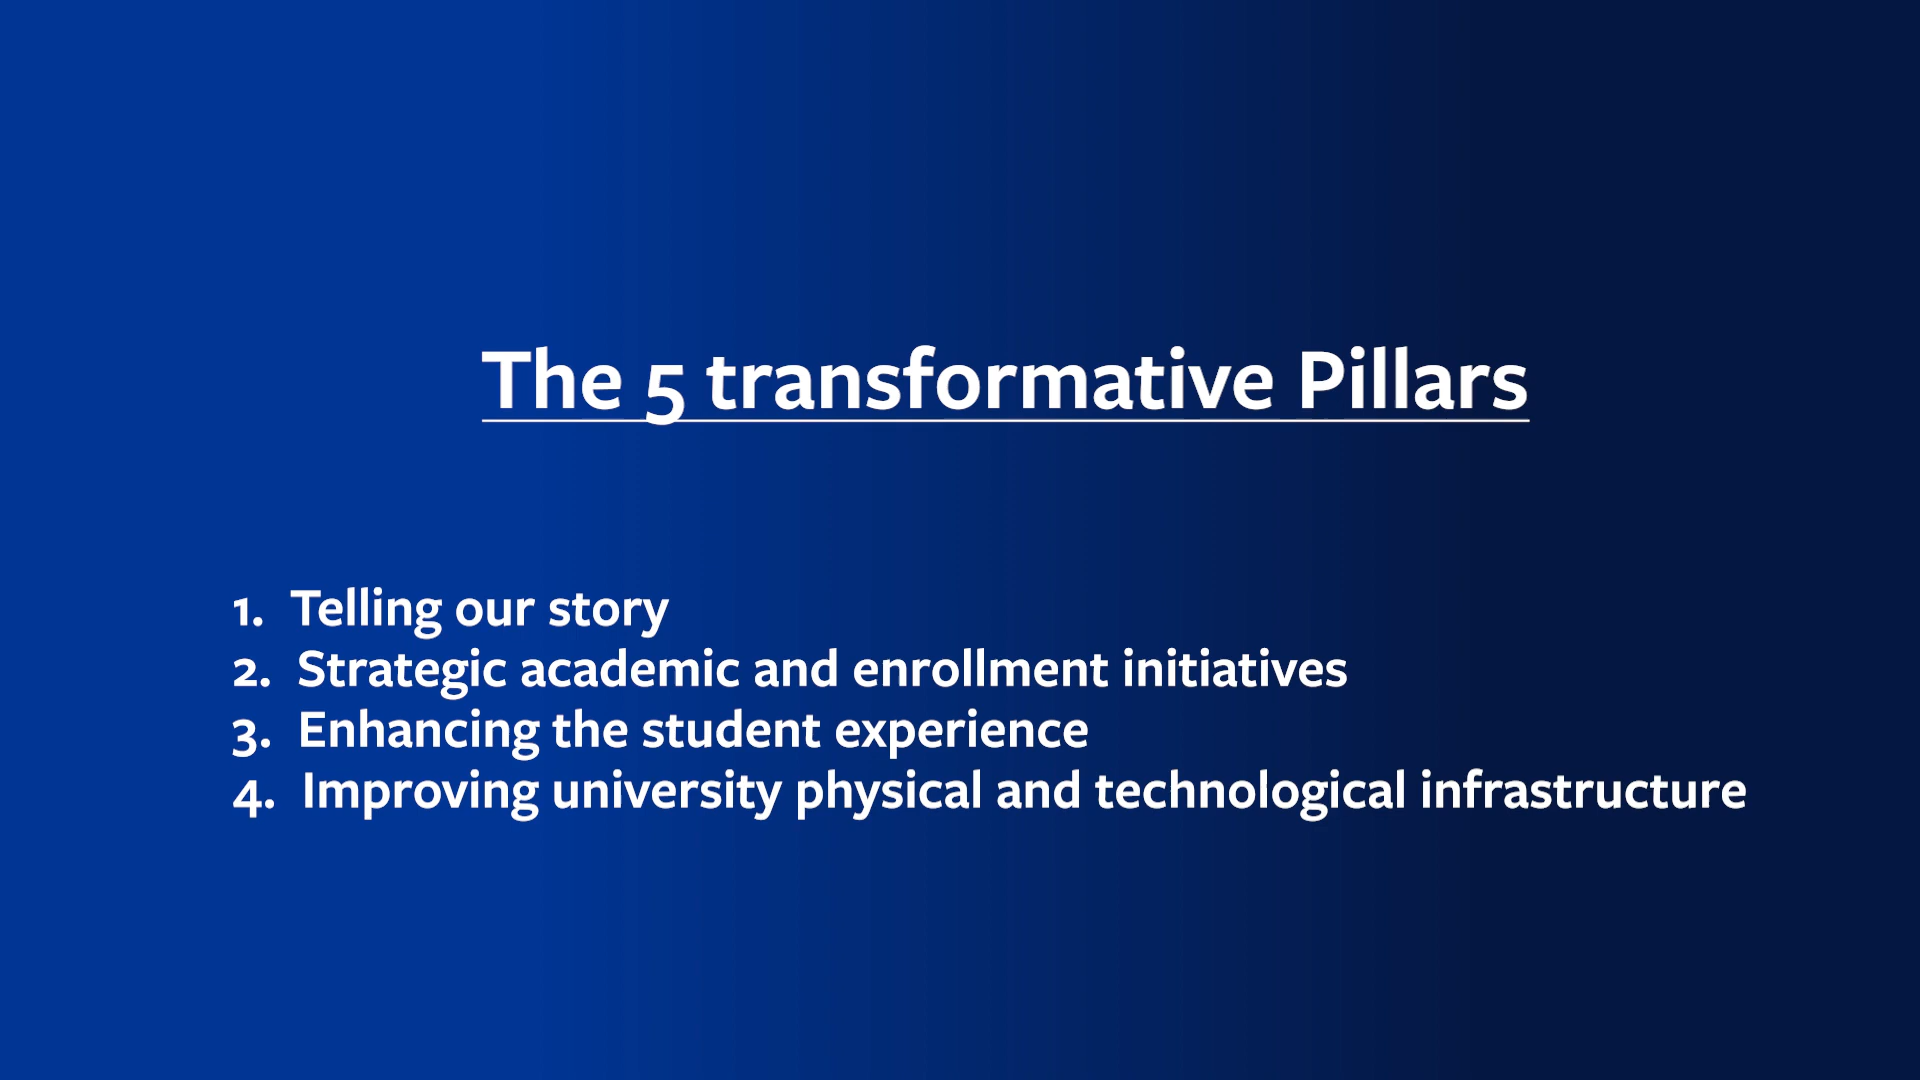 The 5 transformative Pillars
1. Telling our story
2. Strategic academic and enrollment initiatives
3. Enhancing the student experience
4. Improving university physical and technological infrastructure